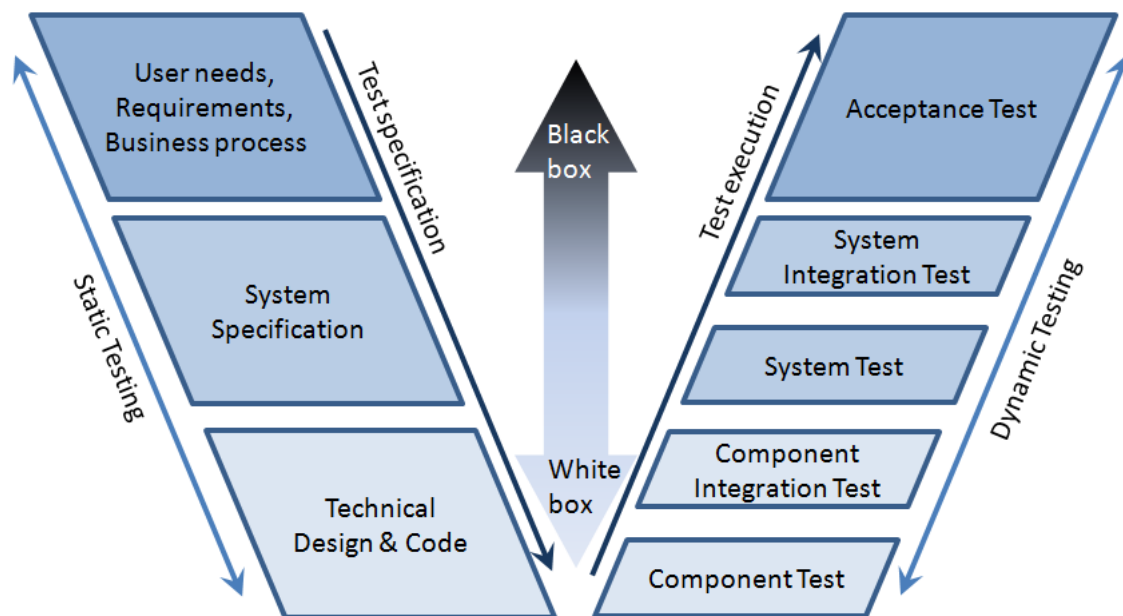 User needs,
Requirements,
Business process
Test specification
Static Testing
System
Specification
Technical
Design & Code
Black
box
White
box
Test execution
Acceptance Test
System
Integration Test
System Test
Component
Integration Test
Component Test
Dynamic Testing